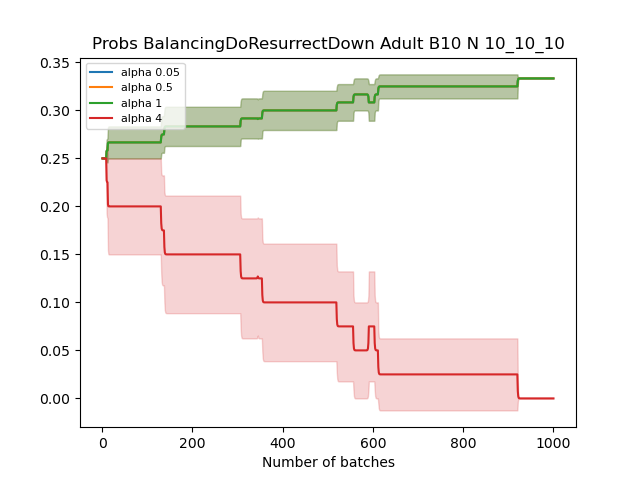 Probs BalancingDoResurrectDown Adult B10 N 10_10_10
alpha 0.05
alpha 0.5
alpha 1
alpha 4
0.35
0.30
0.25
0.20
0.15
0.10
0.05
0.00
0
200
400
600
800
1000
Number of batches